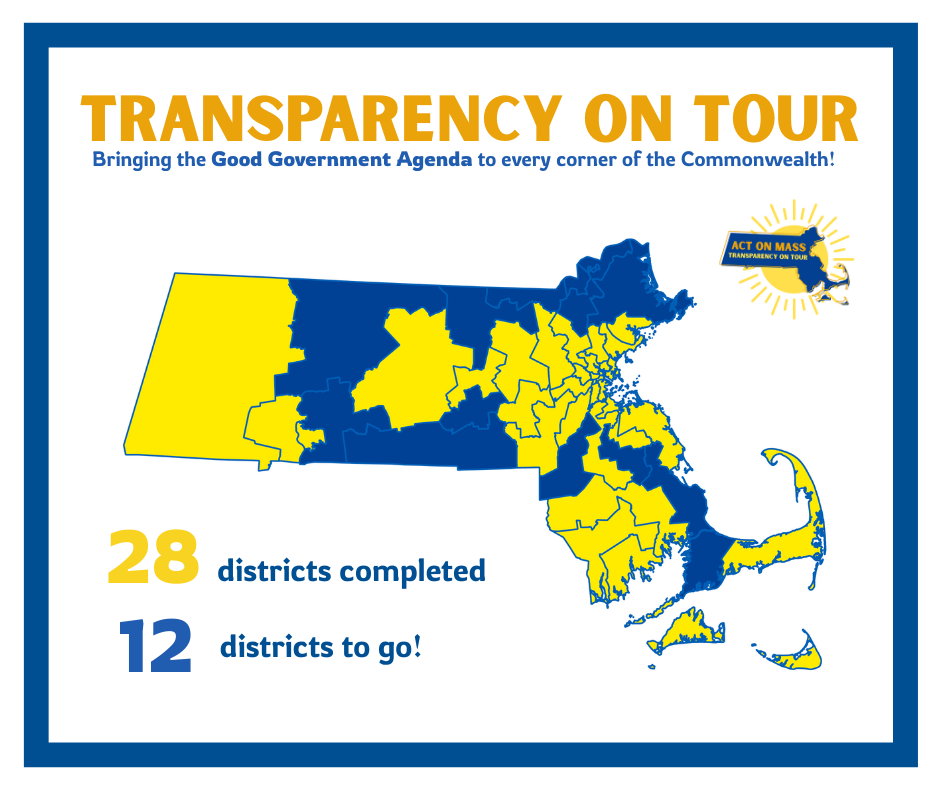 TRANSPARENCY ON TOUR
Bringing the Good Government Agenda to every corner of the Commonwealth!
ACT ON MASS
TRANSPARENCY ON TOUR
28 districts completed
12 districts to go!